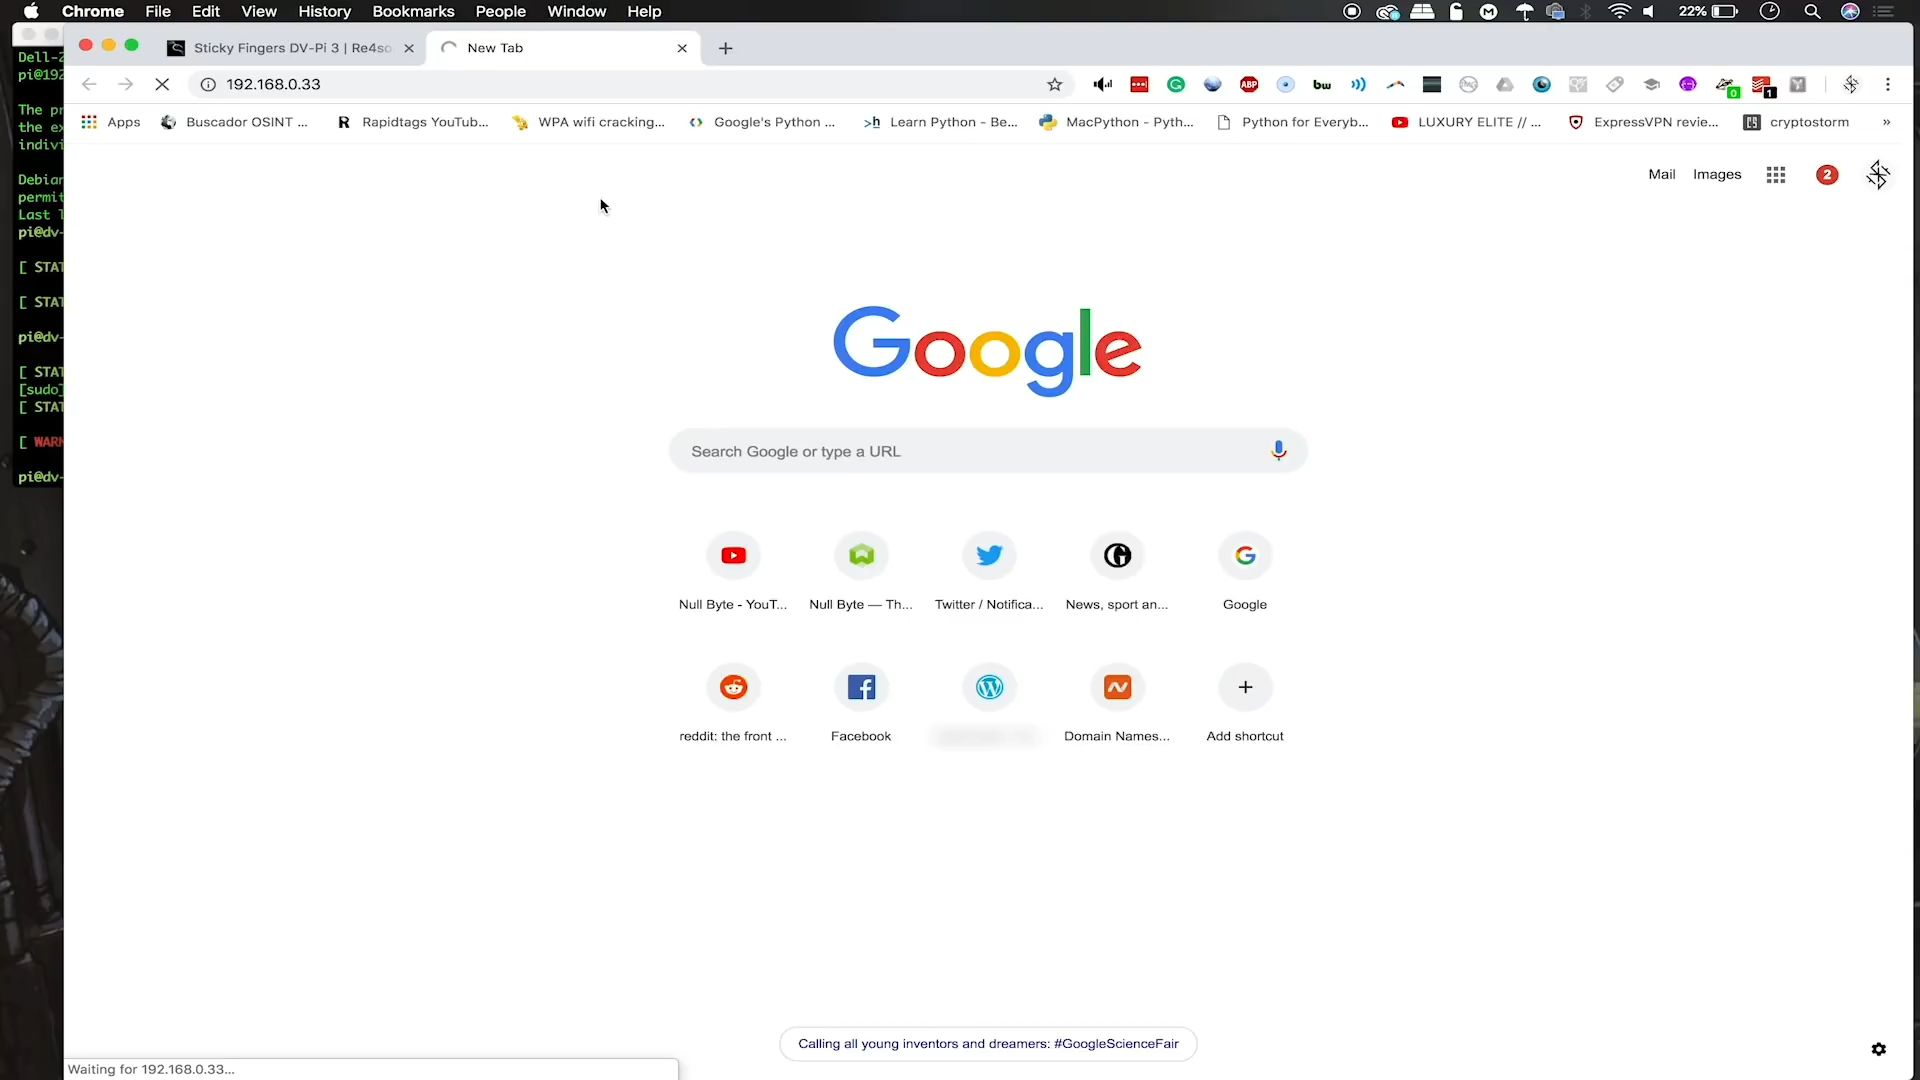 Chrome File Edit View History Bookmarks People Window Help 22%
Dell-2
pi@192
The pr
the ex
indivi
Debian
permit
Last l
pi@dv-
[ STAT
[ STAT
pi@dv-
[ STAT
[sudo]
[ STAT
[ WARN
pi@dv-
Sticky Fingers DV-Pi 3 | Re4so
New Tab
192.168.0.33
ABP
bw
0
1
Apps
Buscador OSINT ...
Rapidtags YouTub...
WPA wifi cracking...
Google's Python ...
Learn Python - Be...
MacPython - Pyth...
Python for Everyb...
LUXURY ELITE // ...
ExpressVPN revie...
cryptostorm
»
Mail
Images
2
Google
Search Google or type a URL
Null Byte - YouT...
Null Byte — Th...
Twitter / Notifica...
News, sport an...
Google
reddit: the front ...
Facebook
Domain Names...
Add shortcut
Calling all young inventors and dreamers: #GoogleScienceFair
Waiting for 192.168.0.33...